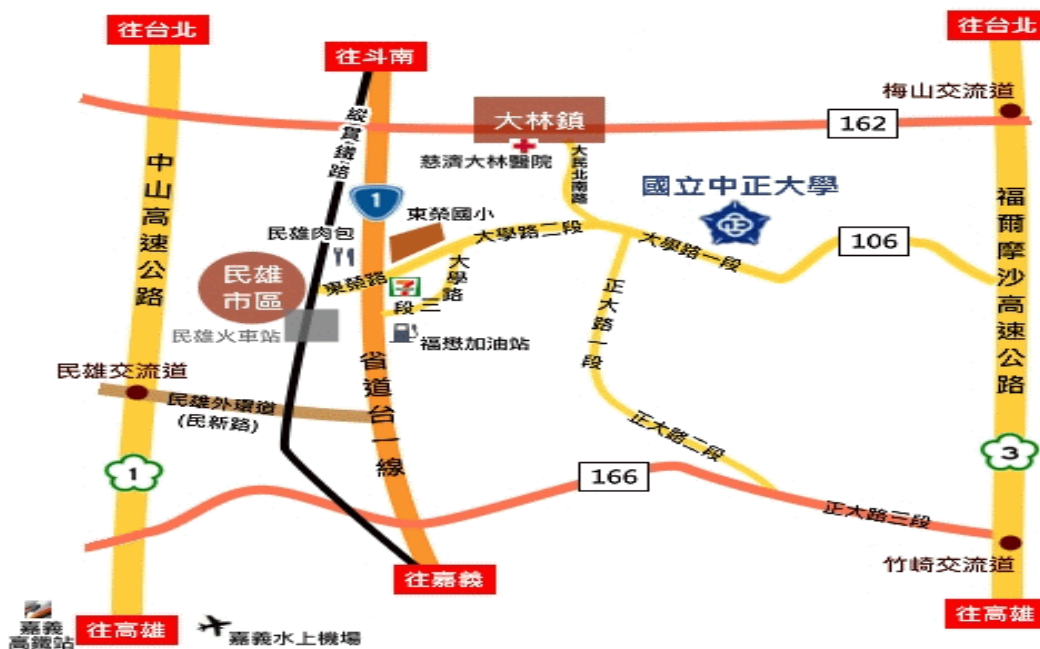 往台北
往台北
往斗南
梅山交流道
大林鎮
162
縱貫鐵路
慈濟大林醫院
大民北南路
國立中正大學
中山高速公路
福爾摩沙高速公路
1
東榮國小
民雄肉包
大學路二段
大學路一段
106
民雄
市區
東榮路
7
大學路三段
正大路一段
民雄火車站
福懋加油站
民雄交流道
省道台一線
民雄外環道
(民新路)
正大路二段
1
3
166
正大路三段
竹崎交流道
往嘉義
往高雄
嘉義
高鐵站
往高雄
嘉義水上機場